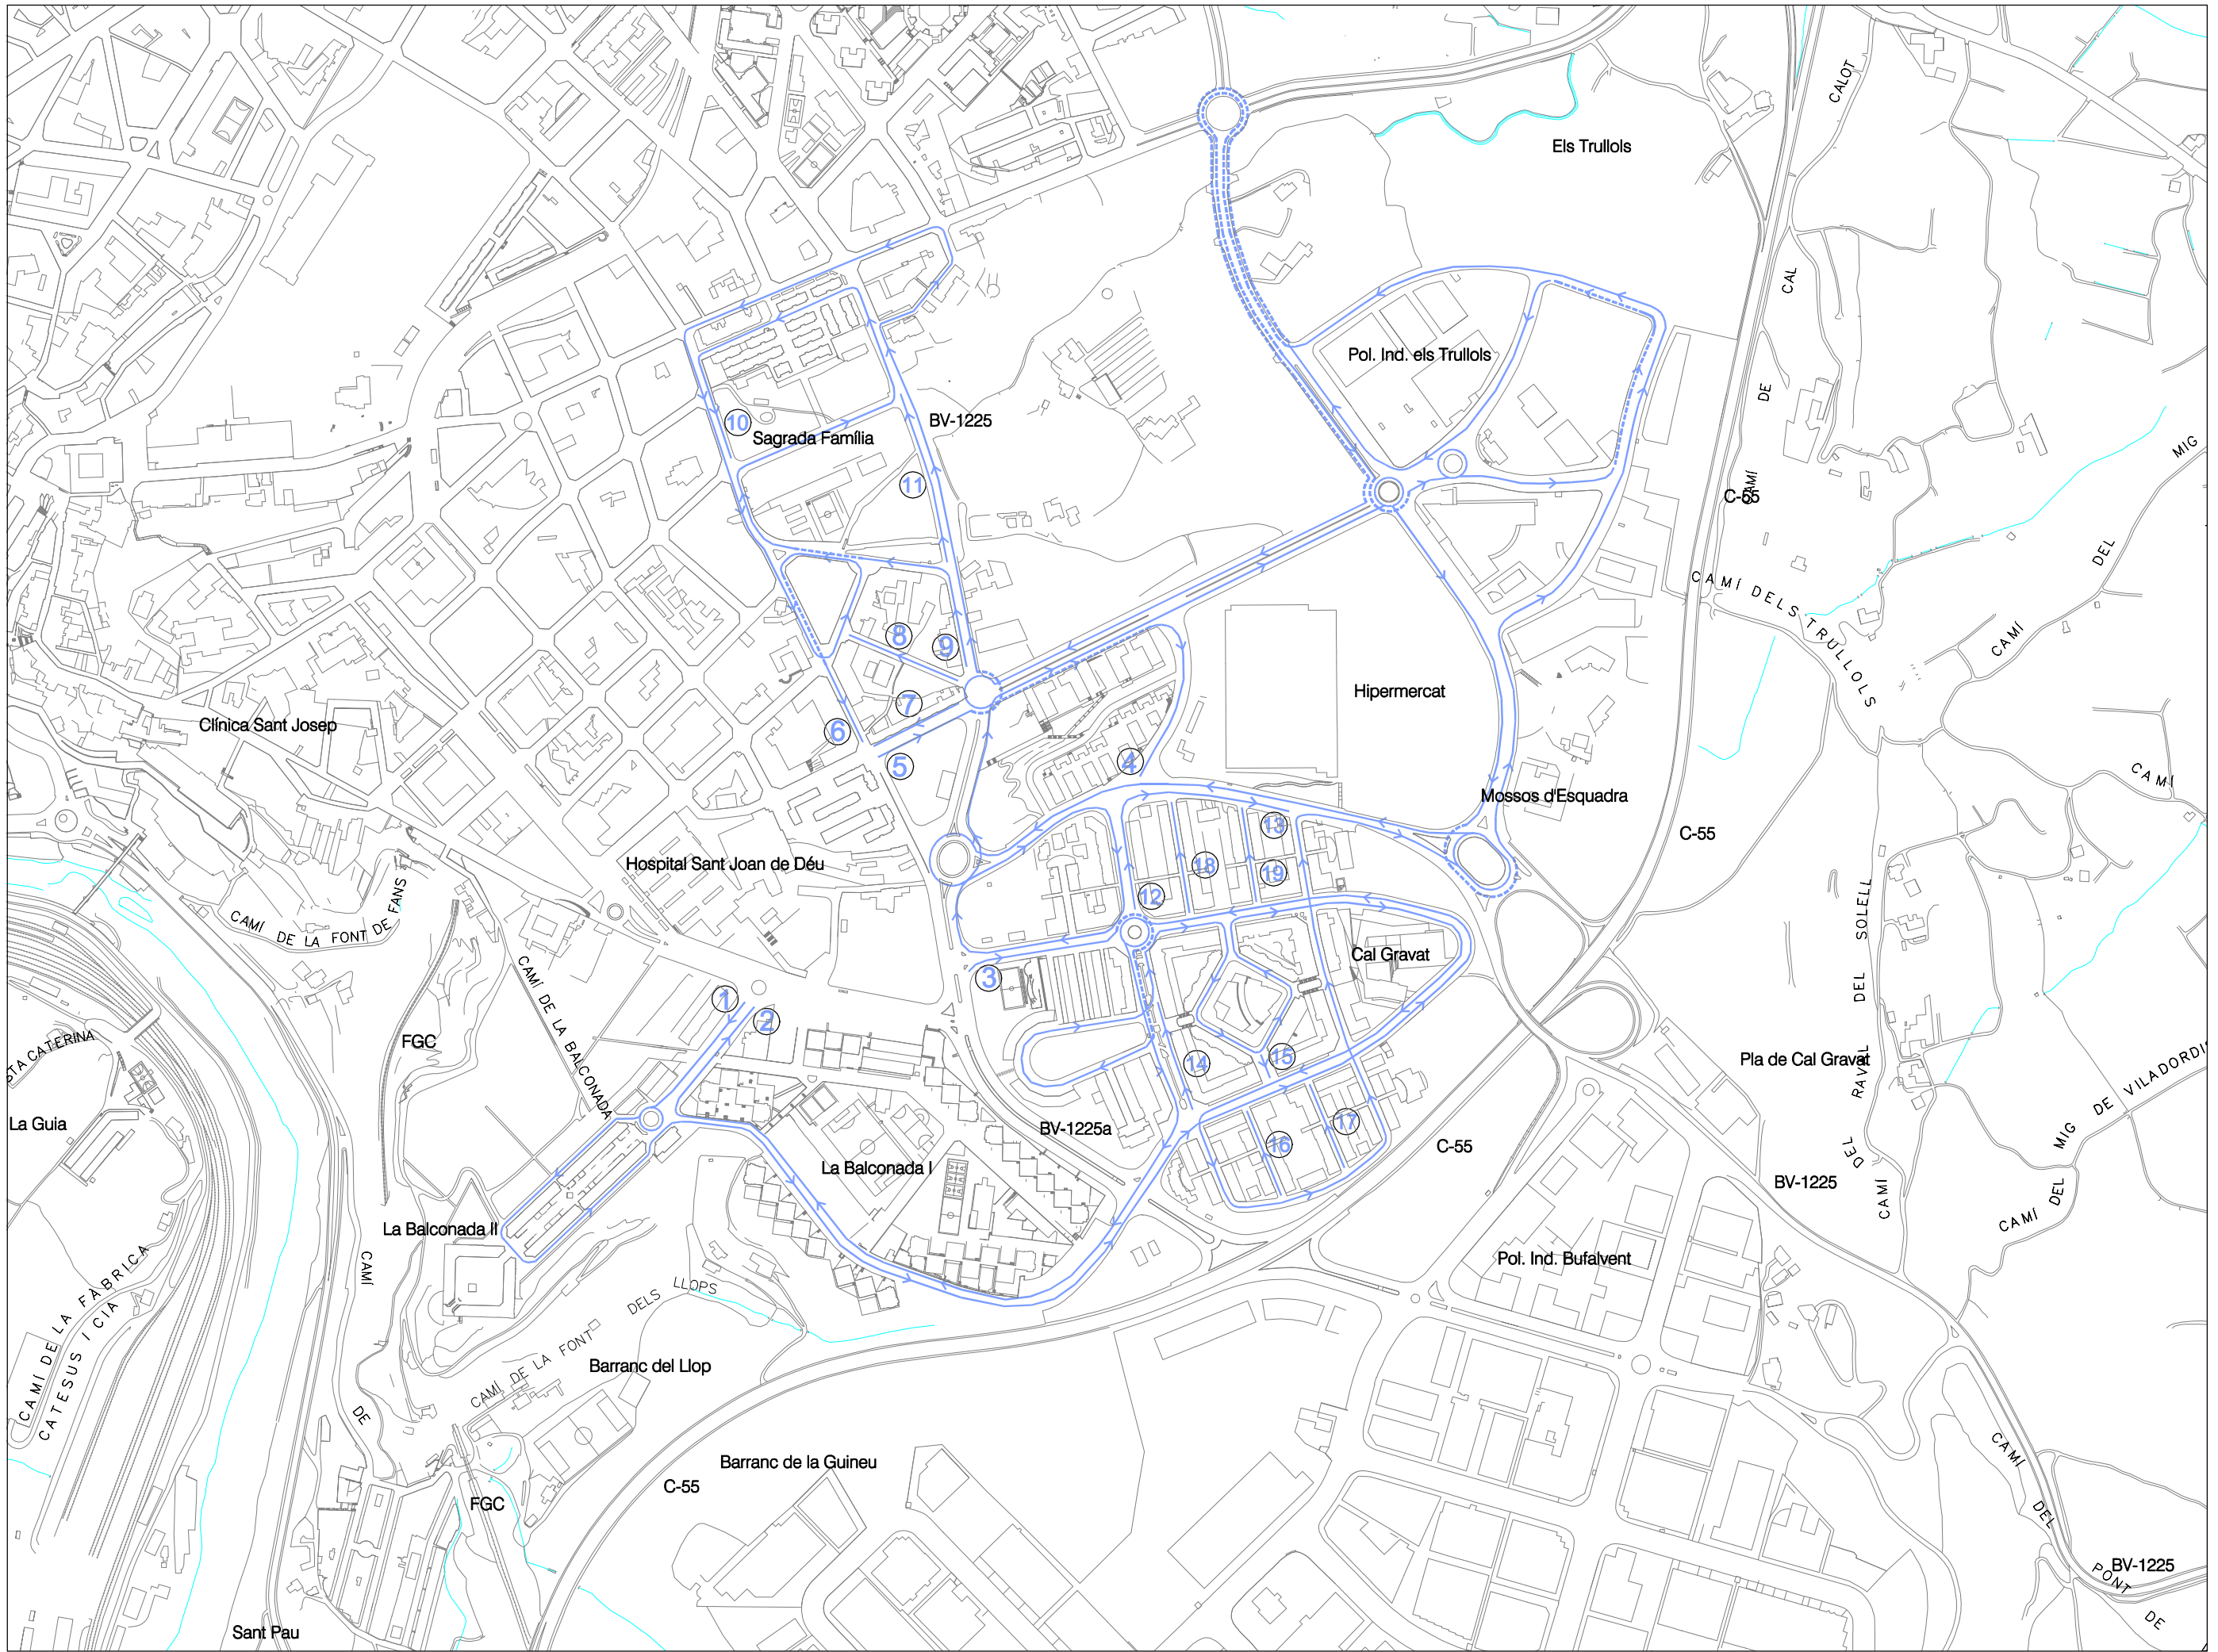 CALOT
Els Trullols
CAL
DE
CAMÍ
Pol. Ind. els Trullols
BV-1225
10
Sagrada Família
11
C-55
MIG
DEL
CAMÍ
CAMÍ DELS TRULLOLS
8
9
7
6
5
4
Hipermercat
Clínica Sant Josep
CAMÍ
Mossos d'Esquadra
C-55
13
18
19
12
Hospital Sant Joan de Déu
CAMÍ DE LA FONT DE FANS
CAMÍ DE LA BALCONADA
3
Cal Gravat
1
2
FGC
14
15
Pla de Cal Gravat
CAMÍ DEL RAVAL DEL SOLELL
CAMÍ DEL MIG DE VILADORDI
STA CATERINA
La Guia
BV-1225a
17
16
C-55
La Balconada I
BV-1225
La Balconada II
Pol. Ind. Bufalvent
CAMÍ DE LA FÀBRICA
CATESUS I CIA
CAMÍ
DE
CAMÍ DE LA FONT DELS LLOPS
Barranc del Llop
Barranc de la Guineu
C-55
FGC
CAMÍ DEL PONT DE
BV-1225
Sant Pau